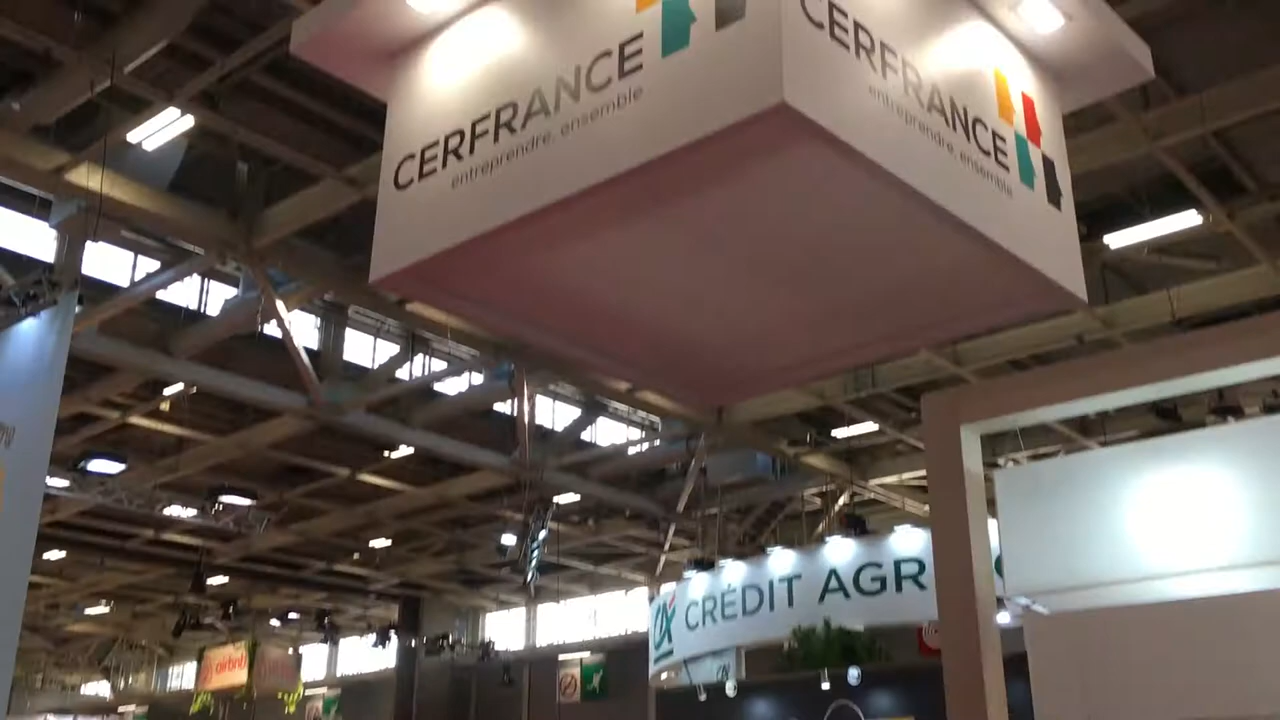 CERFRANCE
entreprendre, ensemble
CERFRANCE
entreprendre, ensemble
CRÉDIT AGR
airbnb